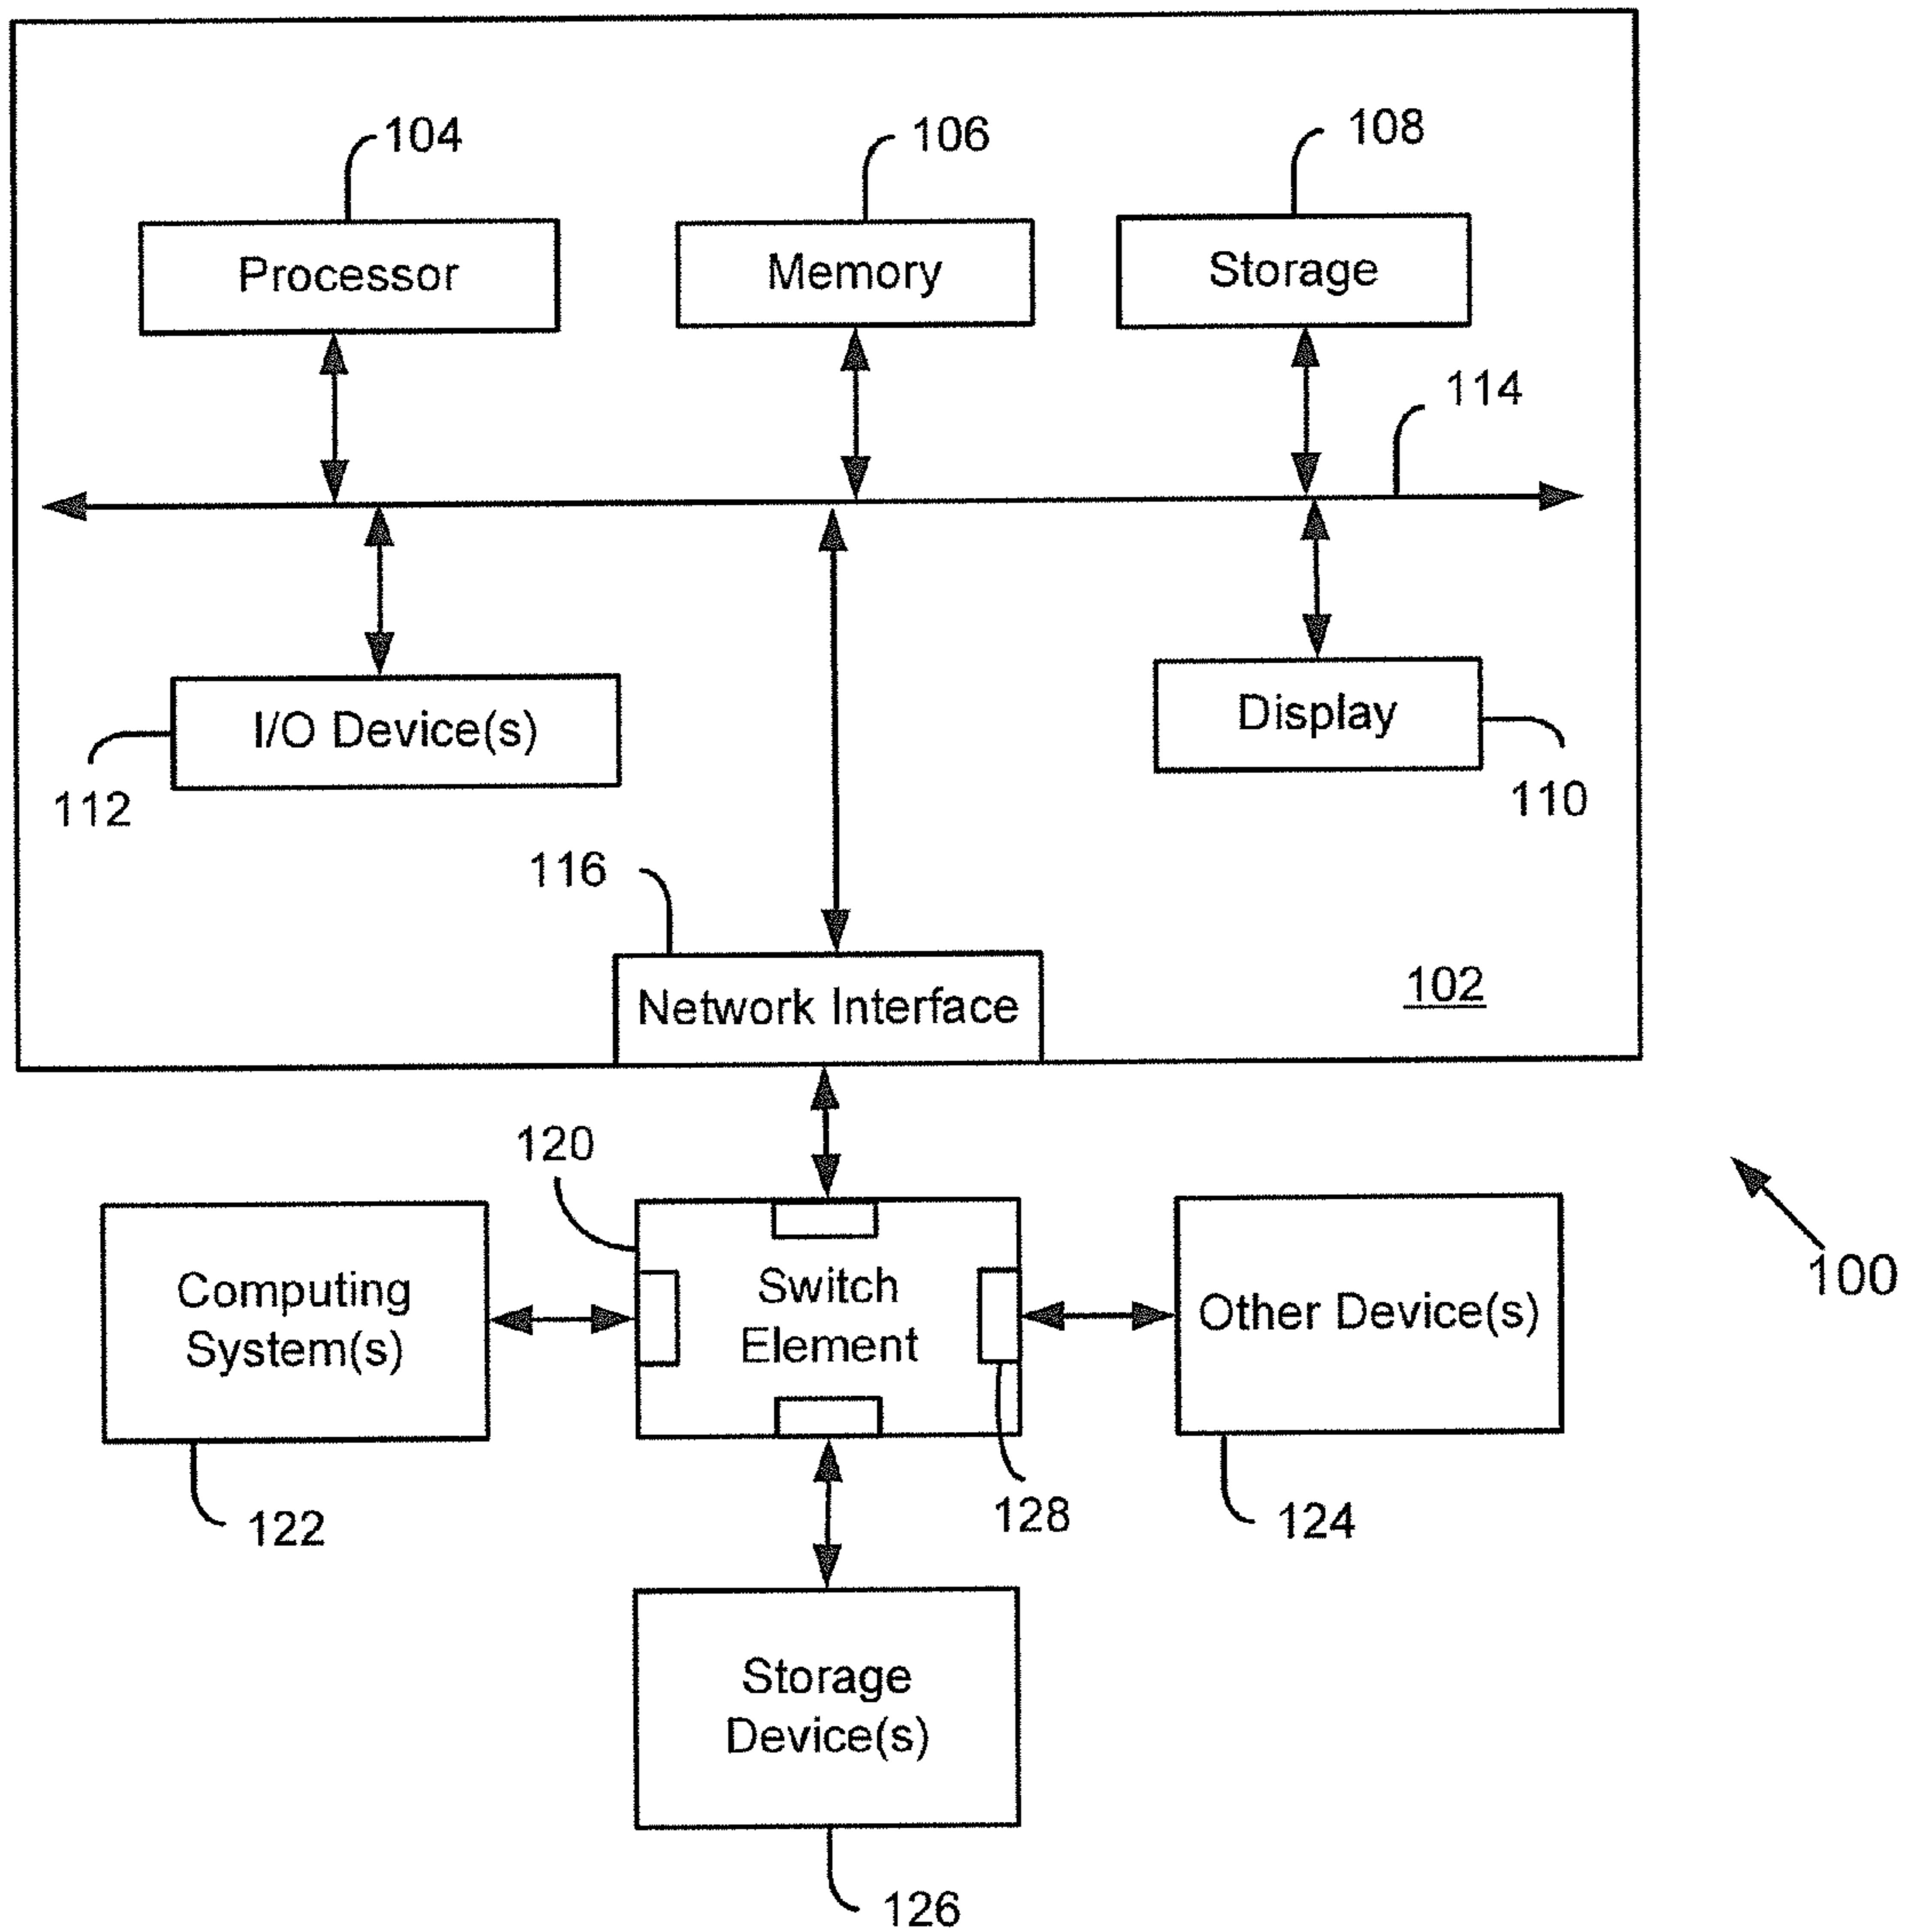 104
106
108
Processor
Memory
Storage
114
I/O Device(s)
Display
112
110
116
Network Interface
102
120
Computing
System(s)
Switch
Element
Other Device(s)
100
122
128
124
Storage
Device(s)
126